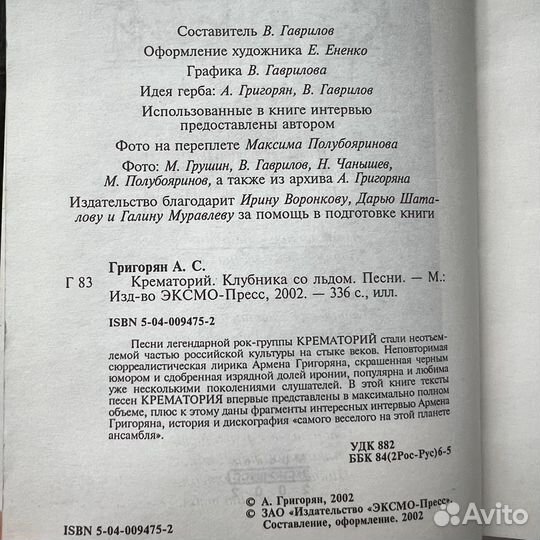 Составитель В. Гаврилов
Оформление художника Е. Ененко
Графика В. Гаврилова
Идея герба: А. Григорян, В. Гаврилов
Использованные в книге интервью
предоставлены автором
Фото на переплете Максима Полубояринова
Фото: М. Грушин, В. Гаврилов, Н. Чанышев,
М. Полубояринов, а также из архива А. Григоряна
Издательство благодарит Ирину Воронкову, Дарью Шата-
лову и Галину Муравлеву за помощь в подготовке книги
Григорян А. С.
Г 83 Крематорий. Клубника со льдом. Песни. — М.:
Изд-во ЭКСМО-Пресс, 2002. — 336 с., илл.
ISBN 5-04-009475-2
Песни легендарной рок-группы КРЕМАТОРИЙ стали неотъем-
лемой частью российской культуры на стыке веков. Неповторимая
сюрреалистическая лирика Армена Григоряна, скрашенная черным
юмором и сдобренная изрядной долей иронии, популярна и любима
уже несколькими поколениями слушателей. В этой книге тексты
песен КРЕМАТОРИЯ впервые представлены в максимально полном
объеме, плюс к этому даны фрагменты интересных интервью Армена
Григоряна, история и дискография «самого веселого на этой планете
ансамбля».
УДК 882
ББК 84(2Рос-Рус)6-5
© А. Григорян, 2002
© ЗАО «Издательство «ЭКСМО-Пресс».
Составление, оформление. 2002
ISBN 5-04-009475-2
Avito